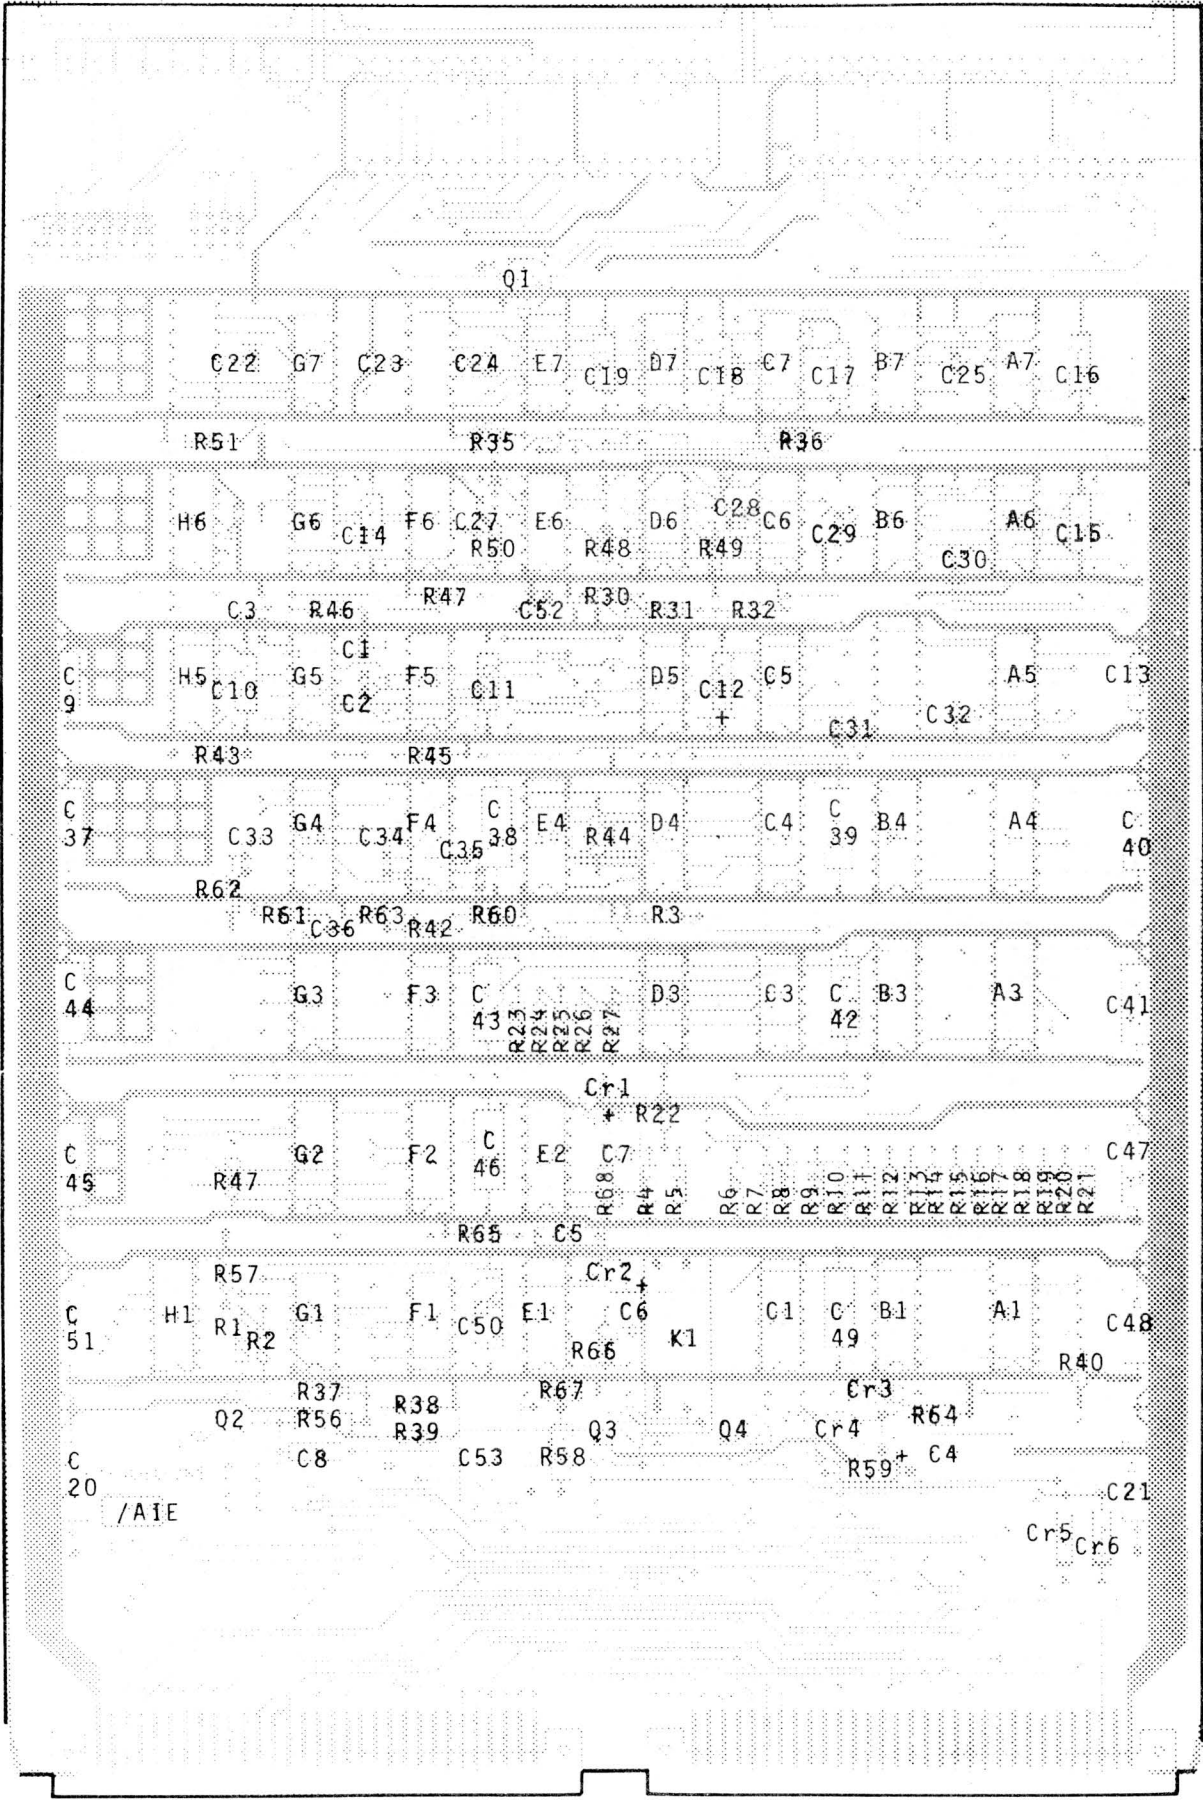 Q1
C22 G7 C23 C24 E7 C19 D7 C18 C7 C17 B7 C25 A7 C16
R51 R35 R36
H6 G6 C14 F6 C27 E6 D6 C28 C6 C29 B6 A6 C15
R50 R48 R49 C30
C3 R46 R47 C52 R30 R31 R32
C1
C 9 H5 C10 G5 C2 F5 C11 D5 C12 C5 A5 C13
+ C31 C32
R43 R45
C 37 C33 G4 C34 F4 C35 C 38 E4 R44 D4 C4 C 39 B4 A4 C 40
R62
R61 C36 R63 R42 R60 R3
C 44 G3 F3 C 43 D3 C3 C 42 B3 A3 C41
R23 R24 R25 R26 R27
Cr1
+ R22
C 45 R47 G2 F2 C 46 E2 C7 C47
R68 R4 R5 R6 R7 R8 R9 R10 R11 R12 R13 R14 R15 R16 R17 R18 R19 R20 R21
R65 C5
R57 Cr2 +
C 51 H1 R1 R2 G1 F1 C50 E1 C6 K1 C1 C 49 B1 A1 C48
R66 R40
R37 R38 R67 Cr3
Q2 R56 R39 Q3 Q4 Cr4 R64
C 20 C8 C53 R58 R59 + C4
C21
/AIE
Cr5 Cr6